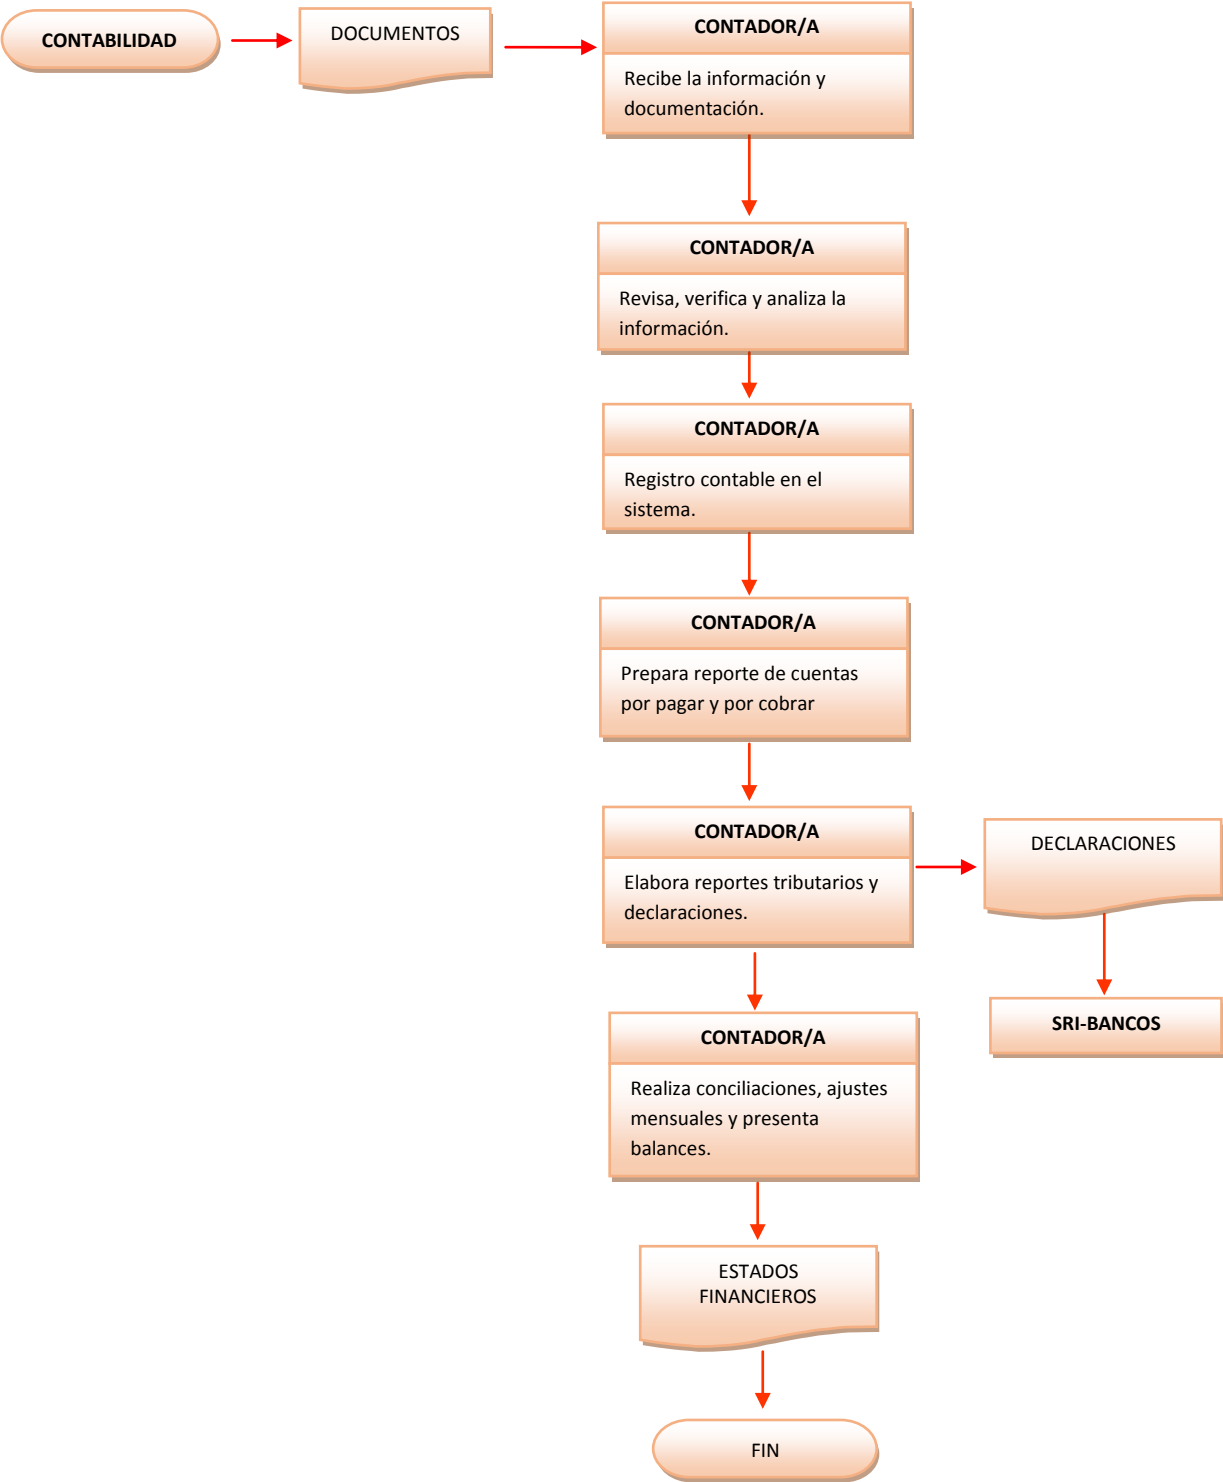 CONTABILIDAD
DOCUMENTOS
CONTADOR/A
Recibe la información y
documentación.
CONTADOR/A
Revisa, verifica y analiza la
información.
CONTADOR/A
Registro contable en el
sistema.
CONTADOR/A
Prepara reporte de cuentas
por pagar y por cobrar
CONTADOR/A
Elabora reportes tributarios y
declaraciones.
DECLARACIONES
SRI-BANCOS
CONTADOR/A
Realiza conciliaciones, ajustes
mensuales y presenta
balances.
ESTADOS
FINANCIEROS
FIN